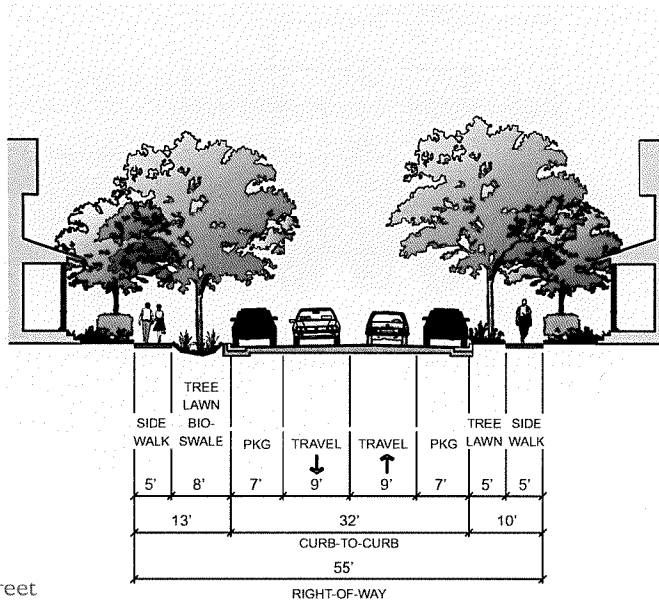 TREE
LAWN
BIO-
SWALE
SIDE
WALK
PKG
TRAVEL
TRAVEL
PKG
TREE
LAWN
SIDE
WALK
5'
8'
7'
9'
9'
7'
5'
5'
13'
32'
10'
CURB-TO-CURB
55'
RIGHT-OF-WAY